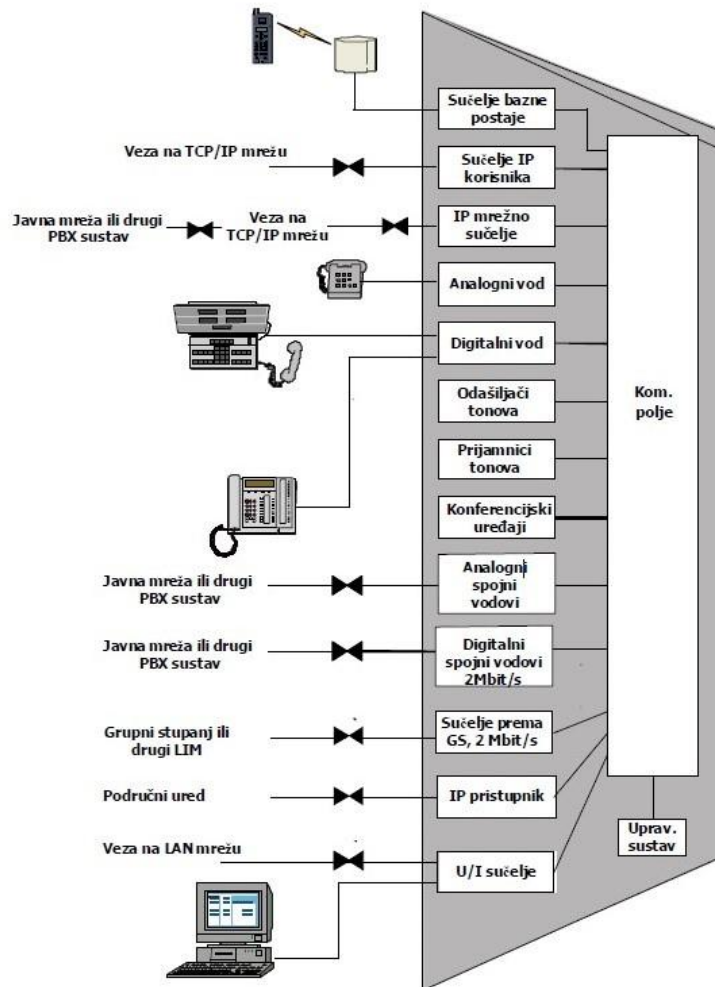 Sučelje bazne
postaje
Veza na TCP/IP mrežu
Sučelje IP
korisnika
Javna mreža ili drugi
PBX sustav
Veza na
TCP/IP mrežu
IP mrežno
sučelje
Analogni vod
Digitalni vod
Odašiljači
tonova
Kom.
polje
Prijamnici
tonova
Konferencijski
uređaji
Javna mreža ili drugi
PBX sustav
Analogni
spojni
vodovi
Javna mreža ili drugi
PBX sustav
Digitalni
spojni vodovi
2Mbit/s
Grupni stupanj ili
drugi LIM
Sučelje prema
GS, 2 Mbit/s
Područni ured
IP pristupnik
Uprav.
sustav
Veza na LAN mrežu
U/I sučelje